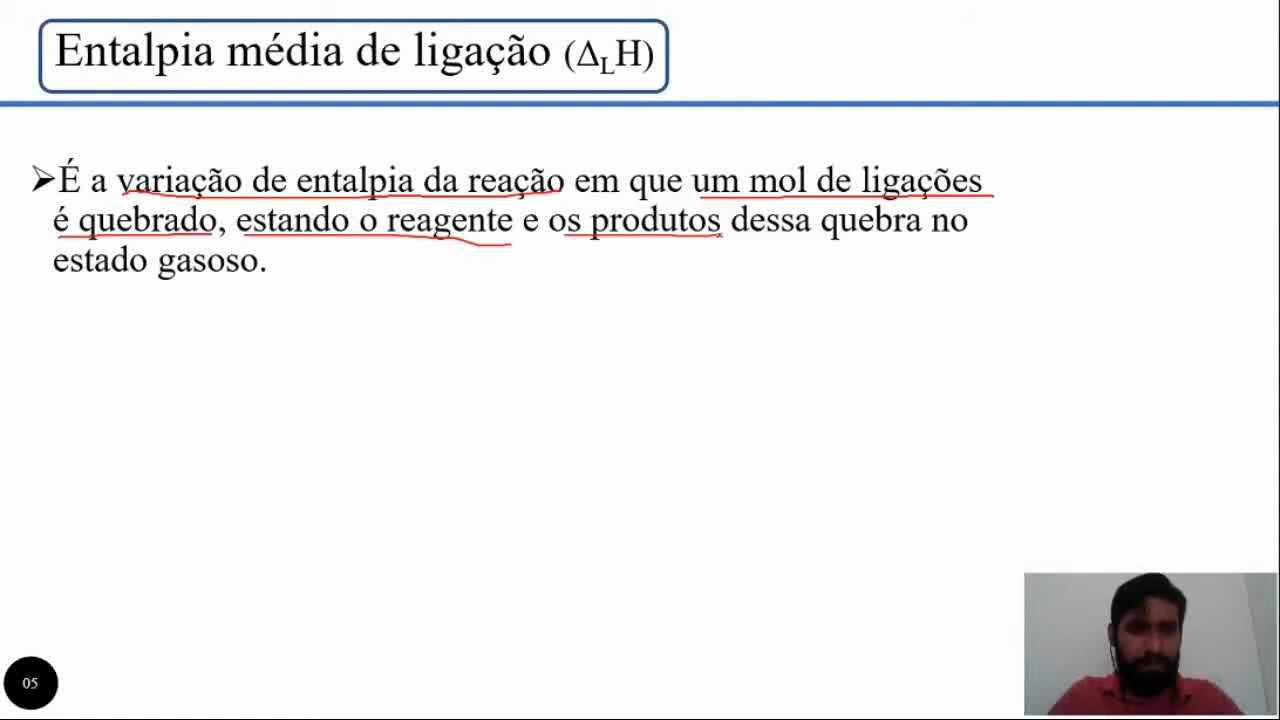 Entalpia média de ligação (ΔLH)
➢É a variação de entalpia da reação em que um mol de ligações
é quebrado, estando o reagente e os produtos dessa quebra no
estado gasoso.
05